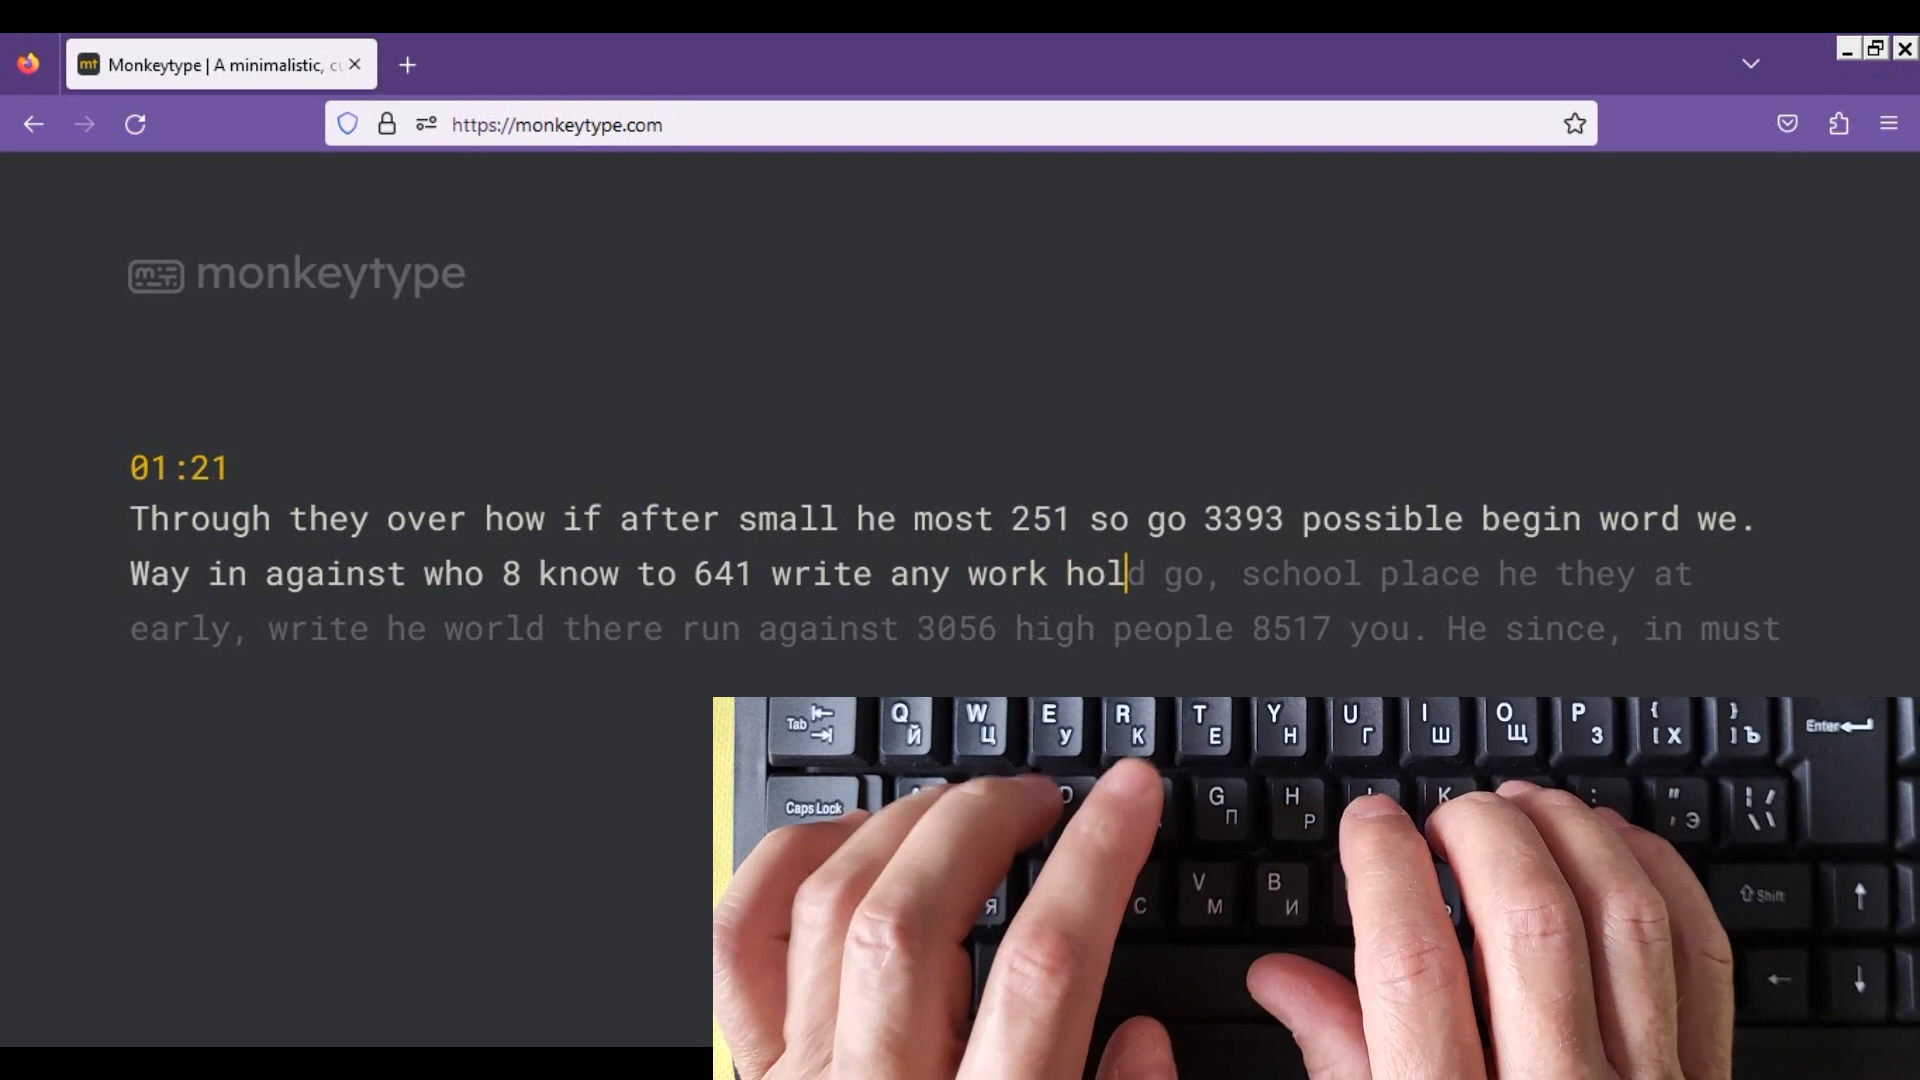 mt Monkeytype | A minimalistic, cu
https://monkeytype.com
monkeytype
01:21
Through they over how if after small he most 251 so go 3393 possible begin word we.
Way in against who 8 know to 641 write any work hold go, school place he they at
early, write he world there run against 3056 high people 8517 you. He since, in must
Tab Q Й W Ц E У R К T Е Y Н U Г I Ш O Щ P З { [ Х } ] Ъ Enter
Caps Lock D G П H Р J K : " ' Э | / \ \
Я С V М B И Shift